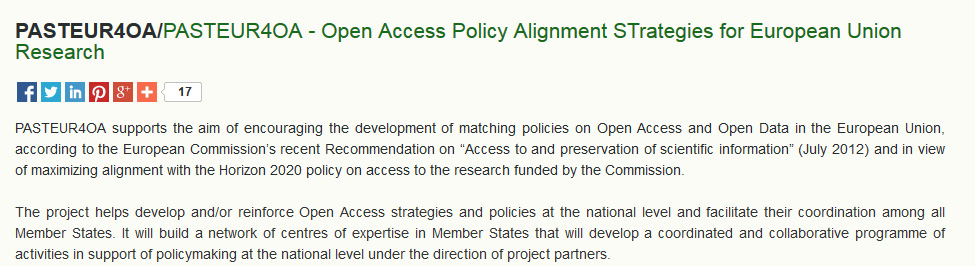 PASTEUR4OA/PASTEUR4OA - Open Access Policy Alignment STrategies for European Union
Research
17
PASTEUR4OA supports the aim of encouraging the development of matching policies on Open Access and Open Data in the European Union,
according to the European Commission's recent Recommendation on “Access to and preservation of scientific information” (July 2012) and in view
of maximizing alignment with the Horizon 2020 policy on access to the research funded by the Commission.
The project helps develop and/or reinforce Open Access strategies and policies at the national level and facilitate their coordination among all
Member States. It will build a network of centres of expertise in Member States that will develop a coordinated and collaborative programme of
activities in support of policymaking at the national level under the direction of project partners.